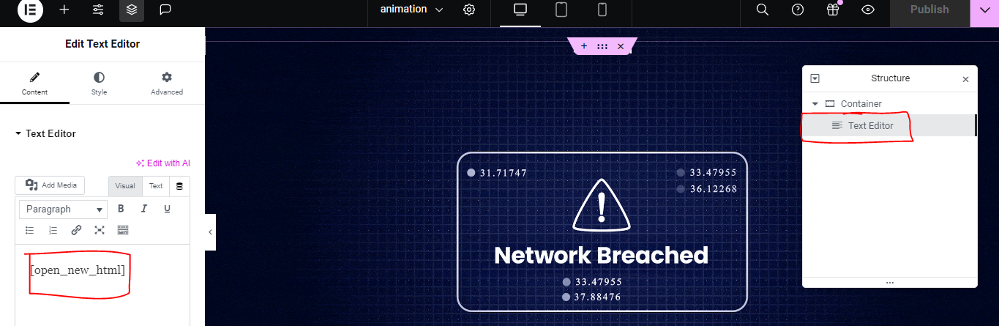 animation
Publish
Edit Text Editor
Content
Style
Advanced
Text Editor
Edit with AI
Add Media
Visual
Text
Paragraph
B
I
U
[open_new_html]
31.71747
33.47955
36.12268
Network Breached
33.47955
37.88476
Structure
Container
Text Editor